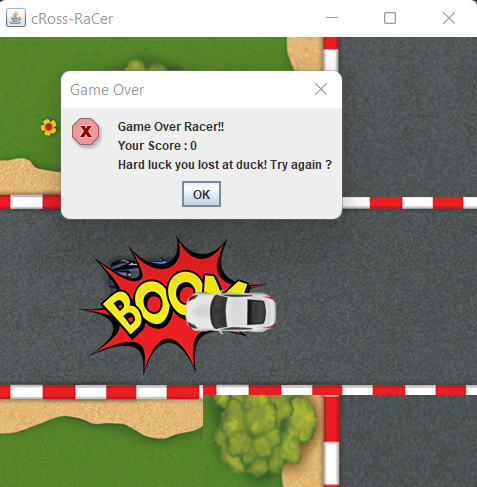 cRoss-RaCer
Game Over
Game Over Racer!!
Your Score : 0
Hard luck you lost at duck! Try again ?
OK
BOOM